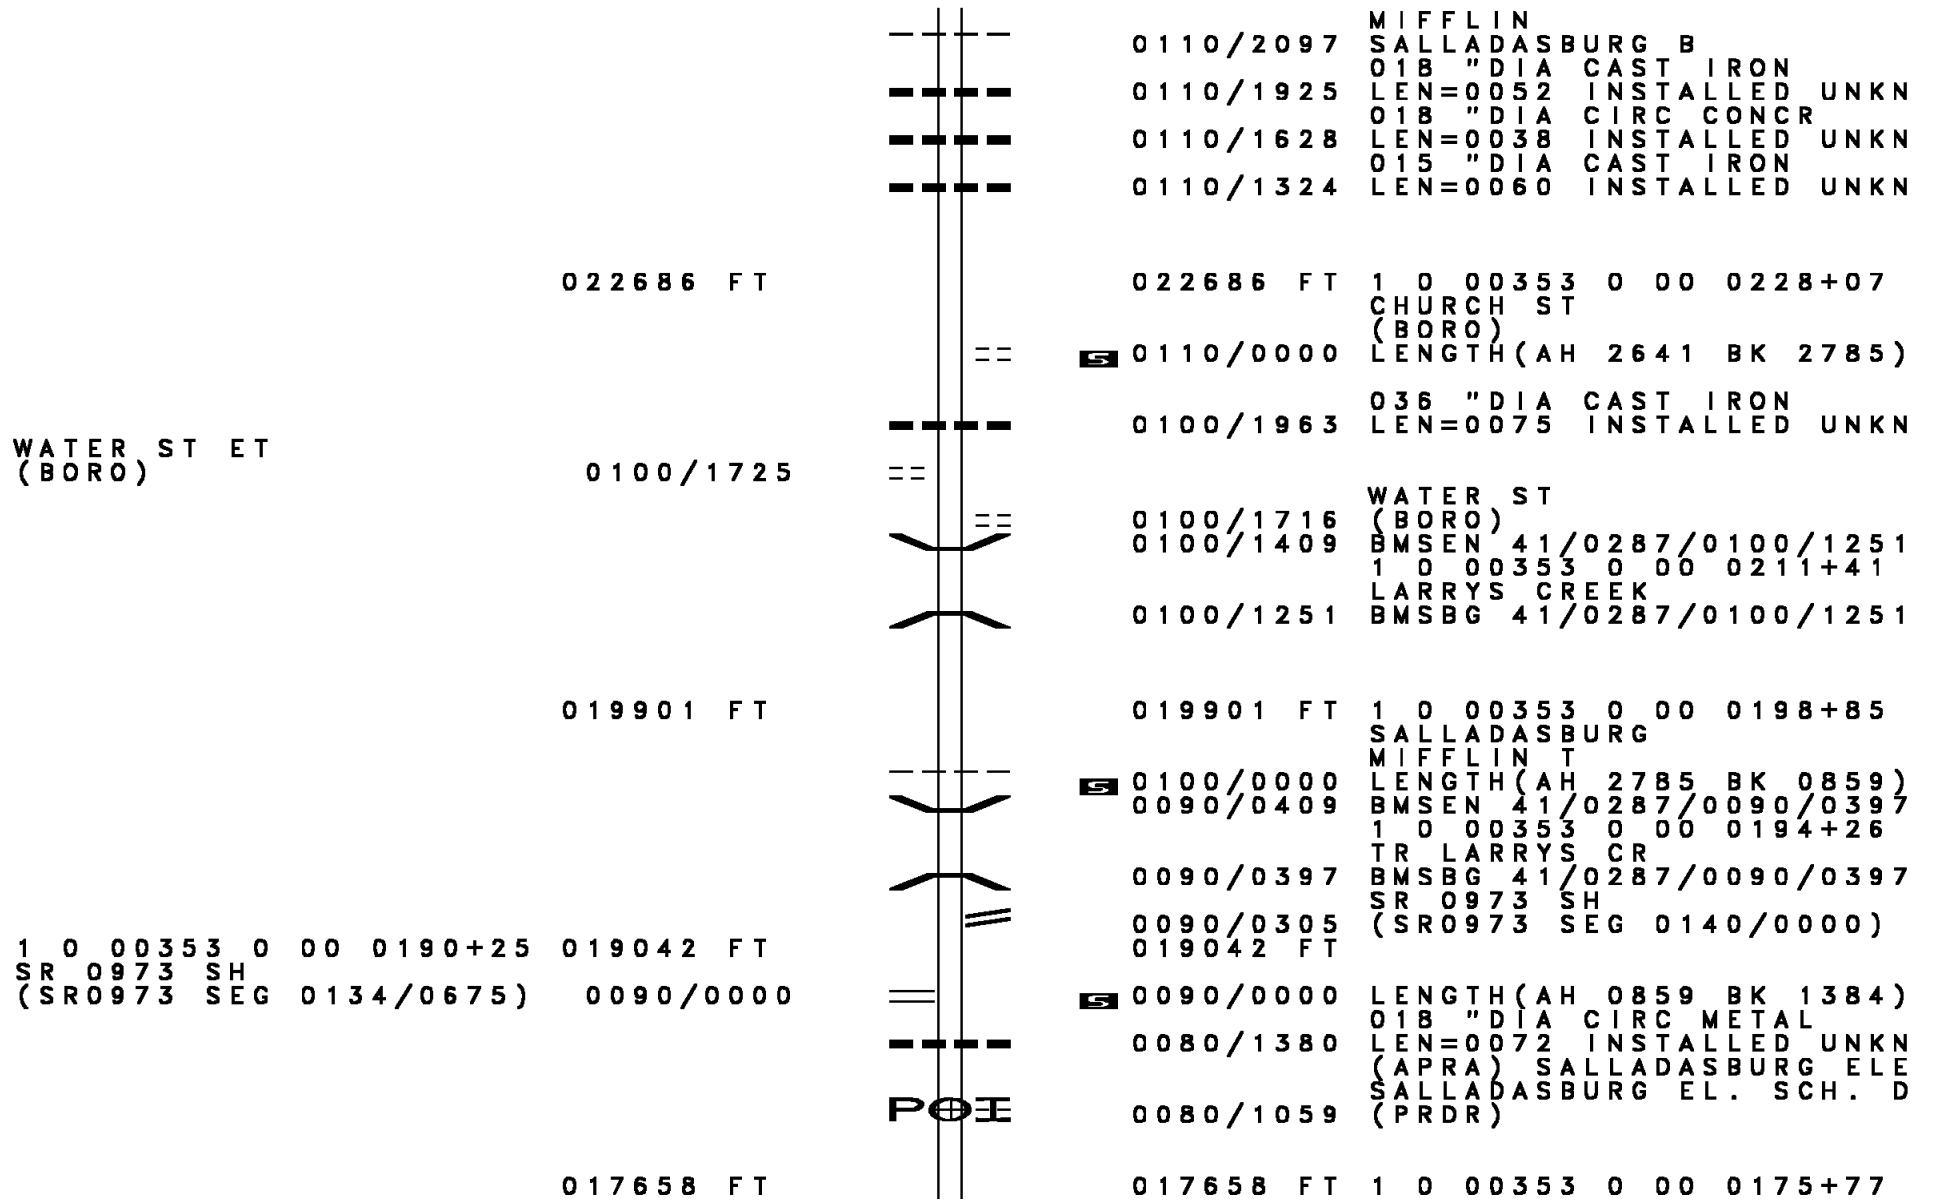 MIFFLIN
0110/2097 SALLADASBURG B
018 "DIA CAST IRON
0110/1925 LEN=0052 INSTALLED UNKN
018 "DIA CIRC CONCR
0110/1628 LEN=0038 INSTALLED UNKN
015 "DIA CAST IRON
0110/1324 LEN=0060 INSTALLED UNKN
022686 FT 022686 FT 1 0 00353 0 00 0228+07
CHURCH ST
(BORO)
S 0110/0000 LENGTH(AH 2641 BK 2785)
036 "DIA CAST IRON
0100/1963 LEN=0075 INSTALLED UNKN
WATER ST ET
(BORO) 0100/1725
WATER ST
0100/1716 (BORO)
0100/1409 BMSEN 41/0287/0100/1251
1 0 00353 0 00 0211+41
LARRYS CREEK
0100/1251 BMSBG 41/0287/0100/1251
019901 FT 019901 FT 1 0 00353 0 00 0198+85
SALLADASBURG
MIFFLIN T
S 0100/0000 LENGTH(AH 2785 BK 0859)
0090/0409 BMSEN 41/0287/0090/0397
1 0 00353 0 00 0194+26
TR LARRYS CR
0090/0397 BMSBG 41/0287/0090/0397
SR 0973 SH
0090/0305 (SR0973 SEG 0140/0000)
1 0 00353 0 00 0190+25 019042 FT 019042 FT
SR 0973 SH
(SR0973 SEG 0134/0675) 0090/0000 S 0090/0000 LENGTH(AH 0859 BK 1384)
018 "DIA CIRC METAL
0080/1380 LEN=0072 INSTALLED UNKN
(APRA) SALLADASBURG ELE
SALLADASBURG EL. SCH. D
POI 0080/1059 (PRDR)
017658 FT 017658 FT 1 0 00353 0 00 0175+77